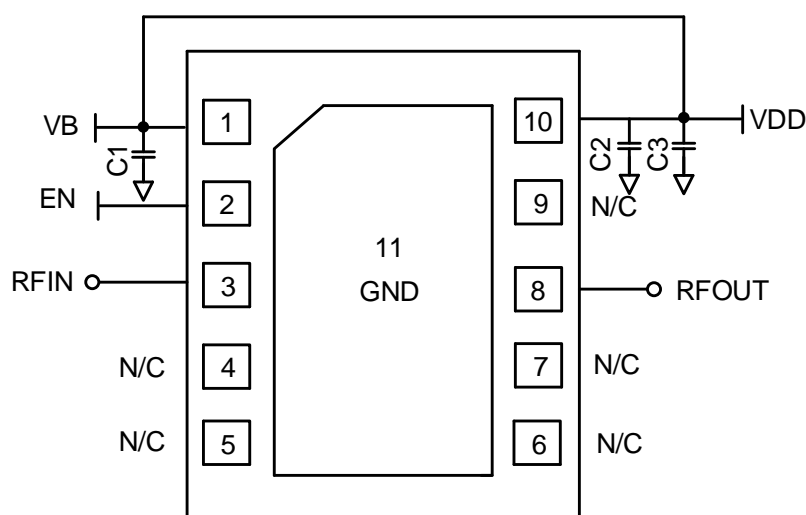 VB
C1
1
10
C2
C3
VDD
EN
2
9
N/C
RFIN
3
11
GND
8
RFOUT
N/C
4
7
N/C
N/C
5
6
N/C